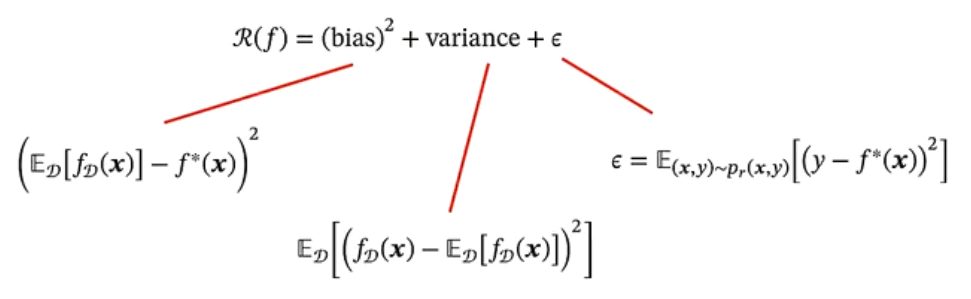 ℛ(f) = (bias)² + variance + ϵ
(𝔼_𝒟[f_𝒟(𝒙)] − f*(𝒙))²
ϵ = 𝔼_{(𝒙,y)~p_r(𝒙,y)}[(y − f*(𝒙))²]
𝔼_𝒟[(f_𝒟(𝒙) − 𝔼_𝒟[f_𝒟(𝒙)])²]